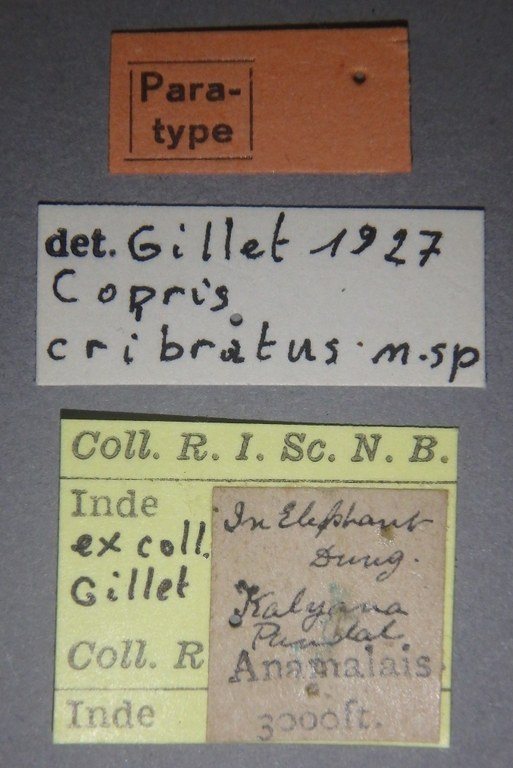 Para-
type
det. Gillet 1927
Copris
cribratus. n.sp
Coll. R. I. Sc. N. B.
Inde
ex coll.
Gillet
Coll. R
Inde
In Elephant
Dung.
Kalyana
Pundal
Anamalais
3000ft.